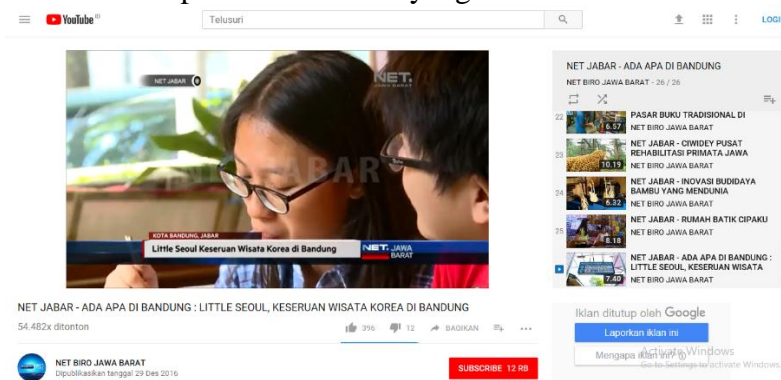 YouTube ID
Telusuri
LOGI
NET JABAR
NET.
JAWA BARAT
JABAR
KOTA BANDUNG, JABAR
Little Seoul Keseruan Wisata Korea di Bandung
NET. JAWA BARAT
NET JABAR - ADA APA DI BANDUNG : LITTLE SEOUL, KESERUAN WISATA KOREA DI BANDUNG
54.482x ditonton
396
12
BAGIKAN
NET BIRO JAWA BARAT
Dipublikasikan tanggal 29 Des 2016
SUBSCRIBE 12 RB
NET JABAR - ADA APA DI BANDUNG
NET BIRO JAWA BARAT - 26 / 26
22
6.57
PASAR BUKU TRADISIONAL DI
NET BIRO JAWA BARAT
23
10.19
NET JABAR - CIWIDEY PUSAT
REHABILITASI PRIMATA JAWA
NET BIRO JAWA BARAT
24
6.32
NET JABAR - INOVASI BUDIDAYA
BAMBU YANG MENDUNIA
NET BIRO JAWA BARAT
25
8.18
NET JABAR - RUMAH BATIK CIPAKU
NET BIRO JAWA BARAT
7.40
NET JABAR - ADA APA DI BANDUNG :
LITTLE SEOUL, KESERUAN WISATA
NET BIRO JAWA BARAT
Iklan ditutup oleh Google
Laporkan iklan ini
Mengapa iklan ini?
Activate Windows
Go to Settings to activate Windows.